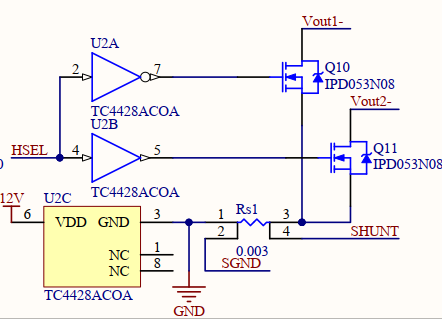 Vout1-
U2A
2
7
Q10
IPD053N08
TC4428ACOA
Vout2-
U2B
HSEL
4
5
Q11
IPD053N08
TC4428ACOA
12V
6
U2C
VDD
GND
3
1
Rs1
3
2
4
SHUNT
NC
1
0.003
NC
8
SGND
TC4428ACOA
GND